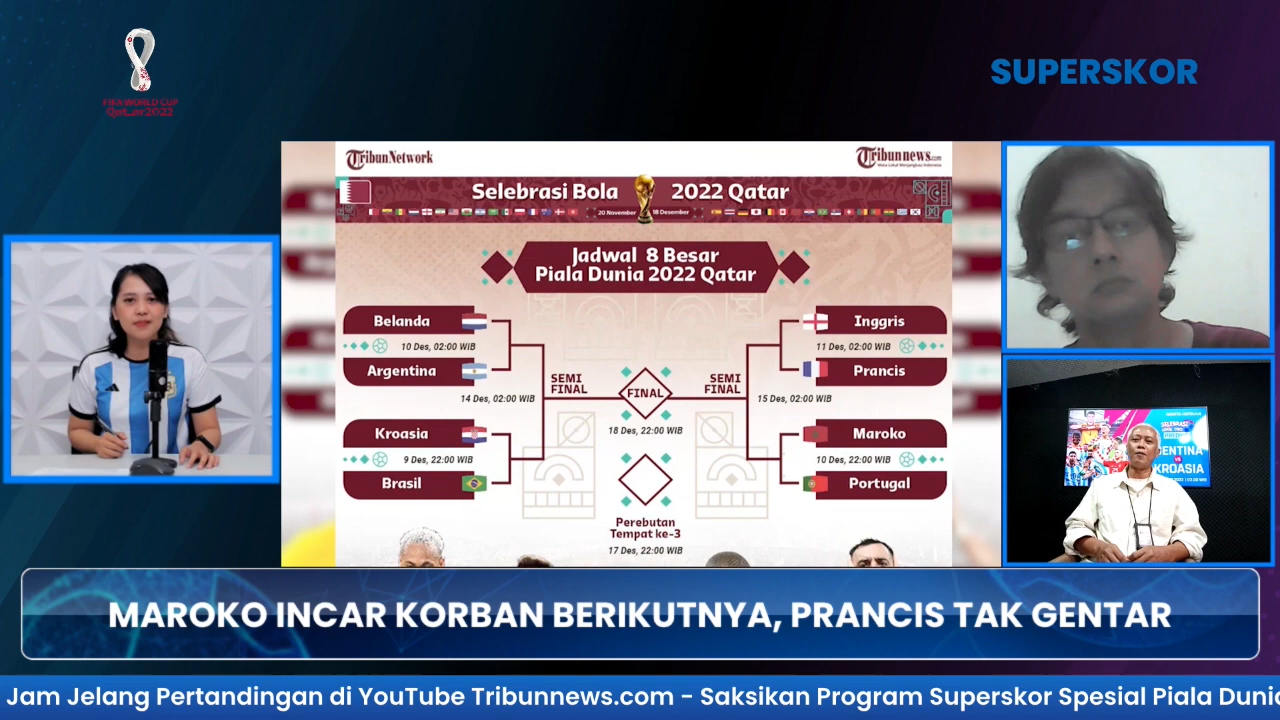 FIFA WORLD CUP
Qat_ar2022
SUPERSKOR
TribunNetwork
Tribunnews.com
Selebrasi Bola 2022 Qatar
20 November
18 Desember
Jadwal 8 Besar
Piala Dunia 2022 Qatar
Belanda
10 Des, 02:00 WIB
Argentina
14 Des, 02:00 WIB
Kroasia
9 Des, 22:00 WIB
Brasil
SEMI
FINAL
FINAL
18 Des, 22:00 WIB
SEMI
FINAL
Inggris
11 Des, 02:00 WIB
Prancis
15 Des, 02:00 WIB
Maroko
10 Des, 22:00 WIB
Portugal
Perebutan
Tempat ke-3
17 Des, 22:00 WIB
SELEBRASI
ENTINA
VS
KROASIA
MAROKO INCAR KORBAN BERIKUTNYA, PRANCIS TAK GENTAR
Jam Jelang Pertandingan di YouTube Tribunnews.com - Saksikan Program Superskor Spesial Piala Dunia